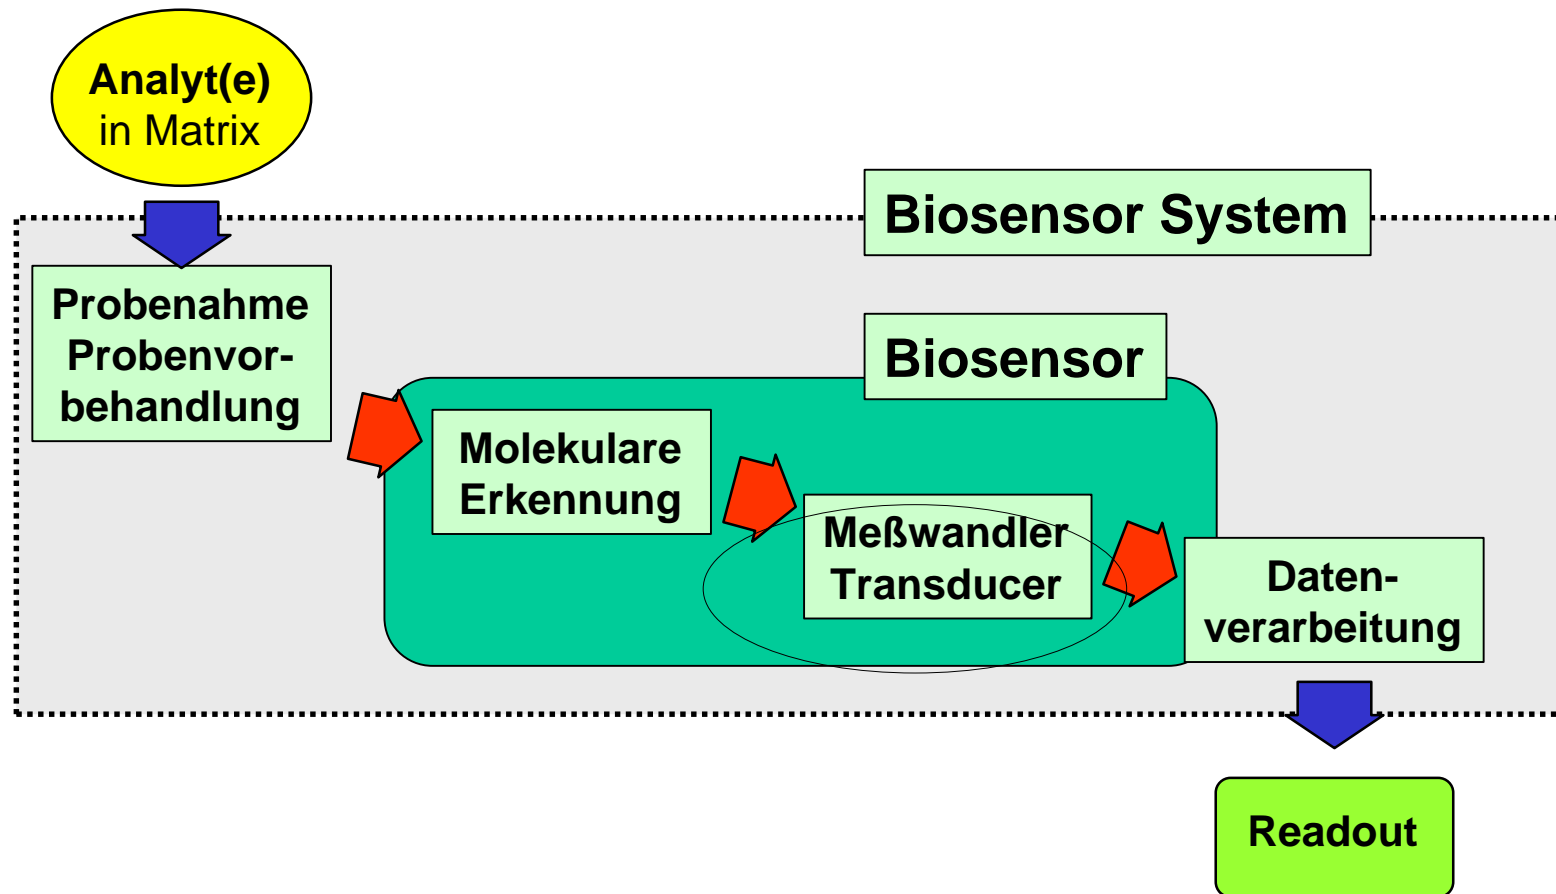 Analyt(e)
in Matrix
Biosensor System
Probenahme
Probenvor-
behandlung
Biosensor
Molekulare
Erkennung
Meßwandler
Transducer
Daten-
verarbeitung
Readout